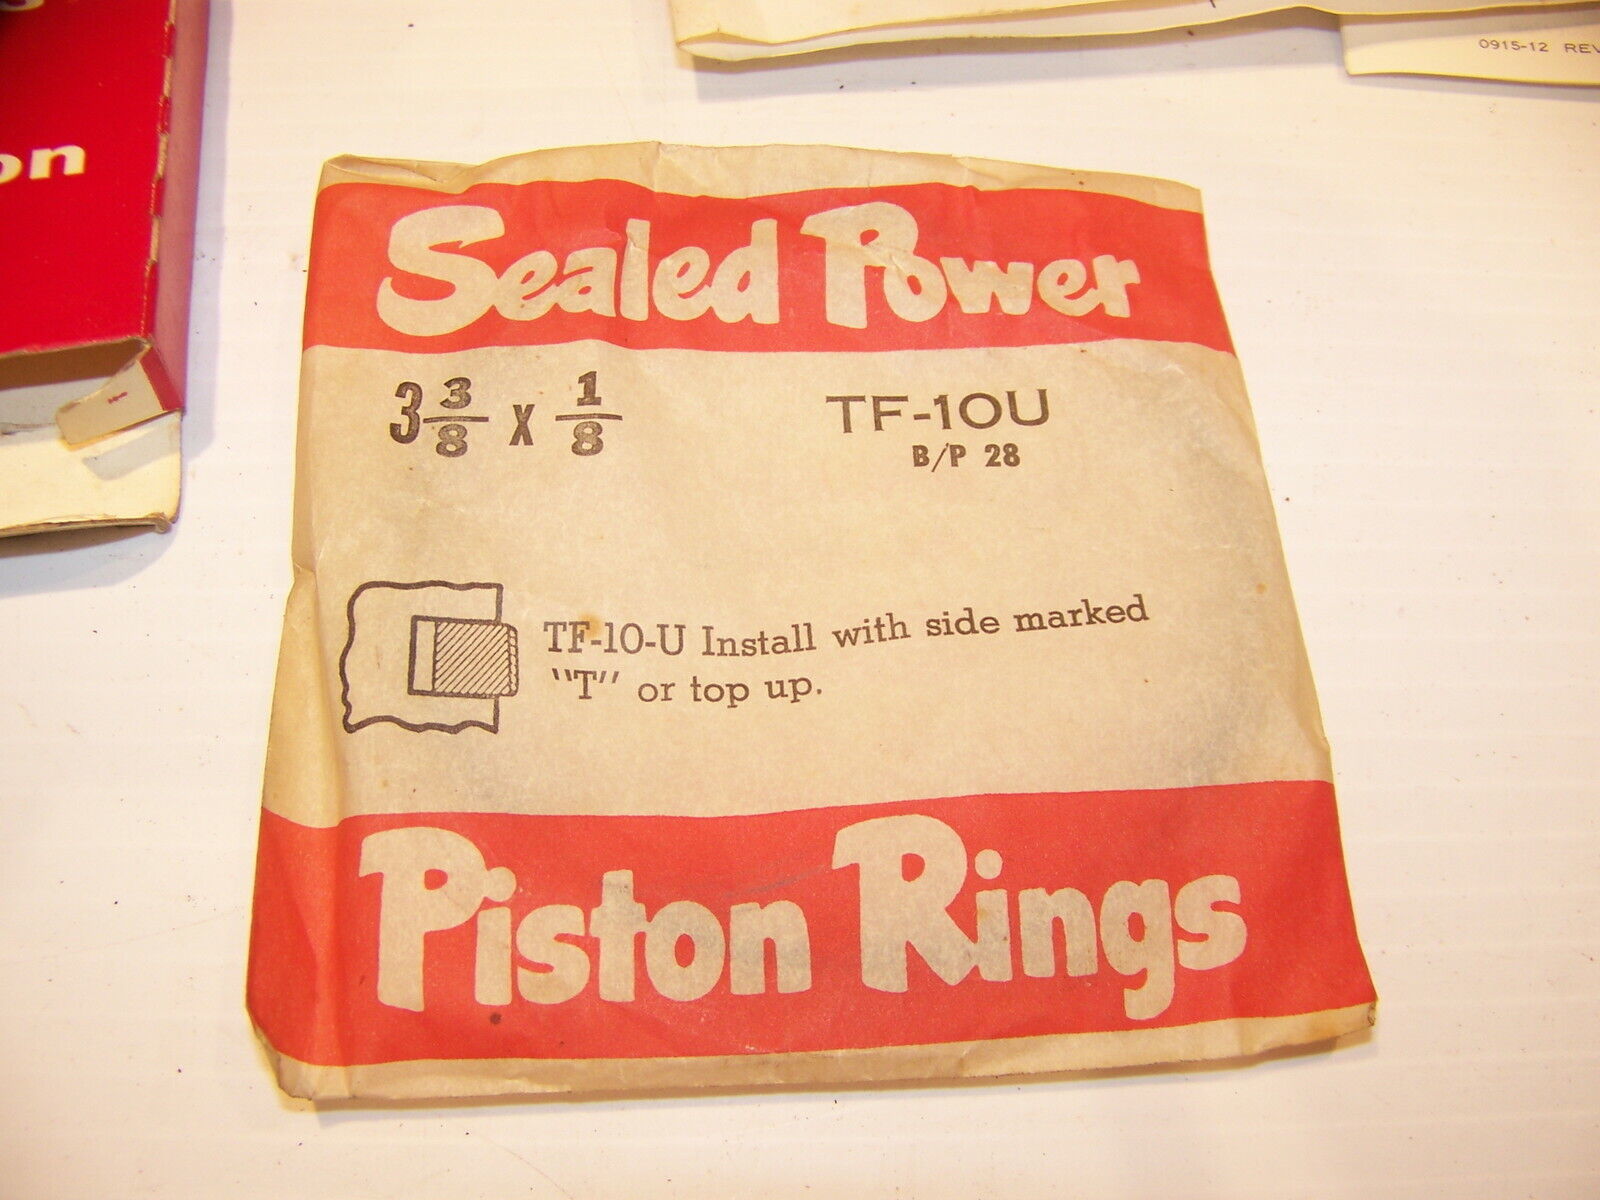 on
0915-12 REV
Sealed Power
3 3/8 x 1/8
TF-10U
B/P 28
TF-10-U Install with side marked
"T" or top up.
Piston Rings